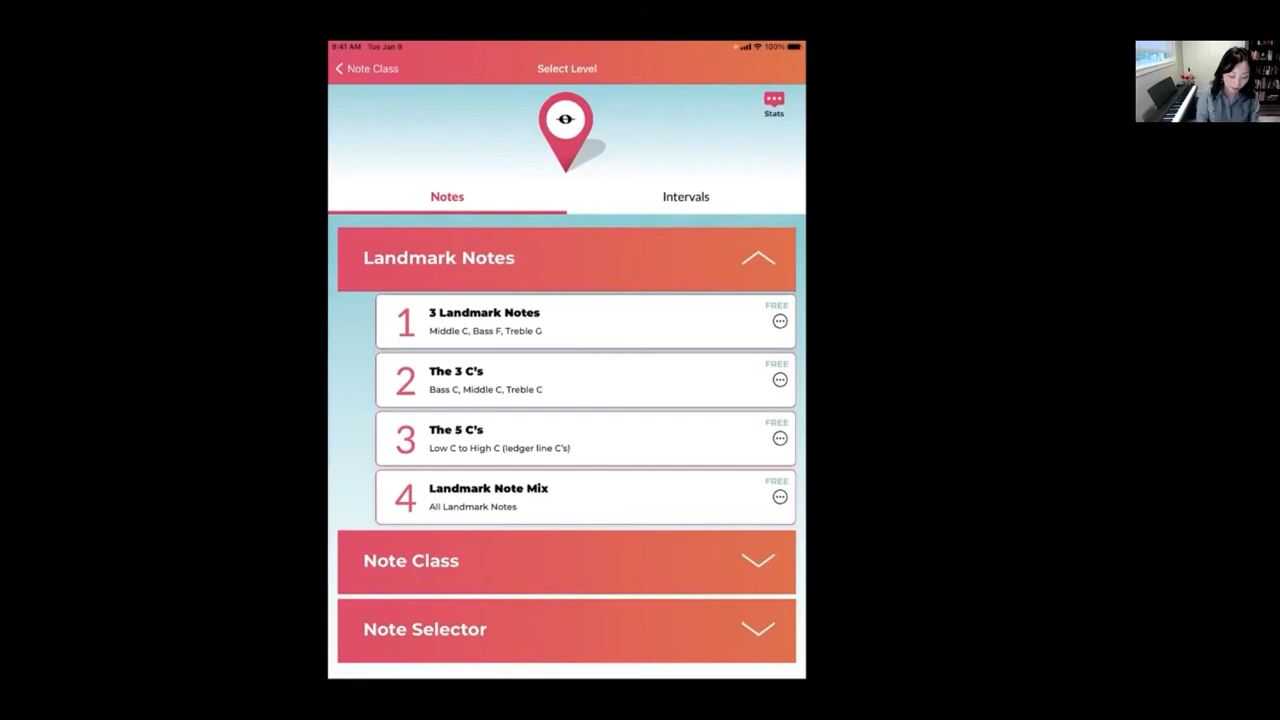 9:41 AM Tue Jan 9
100%
Note Class
Select Level
Stats
Notes
Intervals
Landmark Notes
1
3 Landmark Notes
Middle C, Bass F, Treble G
FREE
2
The 3 C's
Bass C, Middle C, Treble C
FREE
3
The 5 C's
Low C to High C (ledger line C's)
FREE
4
Landmark Note Mix
All Landmark Notes
FREE
Note Class
Note Selector